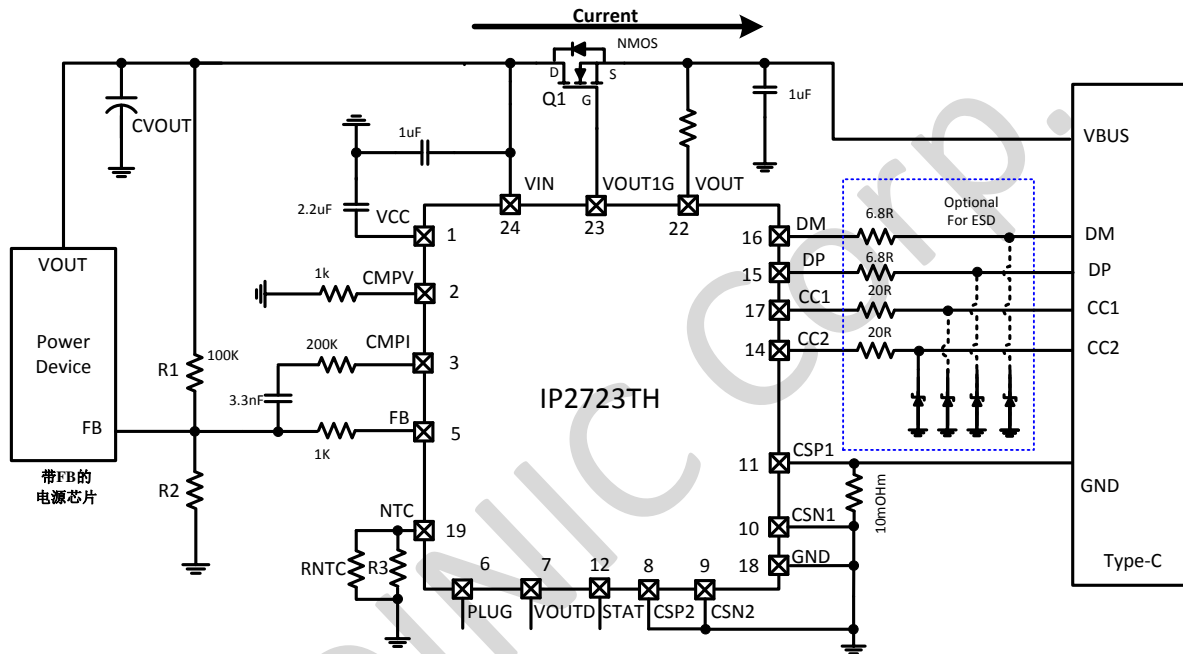 Current
NMOS
D
S
Q1
G
1uF
CVOUT
1uF
VBUS
VIN
VOUT1G
VOUT
2.2uF
VCC
24
23
22
6.8R
Optional
For ESD
1
16
DM
DM
VOUT
6.8R
15
DP
DP
1k
CMPV
2
20R
17
CC1
CC1
Power
Device
R1
100K
200K
CMPI
3
20R
14
CC2
CC2
3.3nF
IP2723TH
FB
FB
5
1K
带FB的
电源芯片
R2
11
CSP1
GND
10mOHm
NTC
19
10
CSN1
RNTC
R3
6
7
12
8
9
18
GND
Type-C
PLUG
VOUTD
STAT
CSP2
CSN2
PINIC Corp.